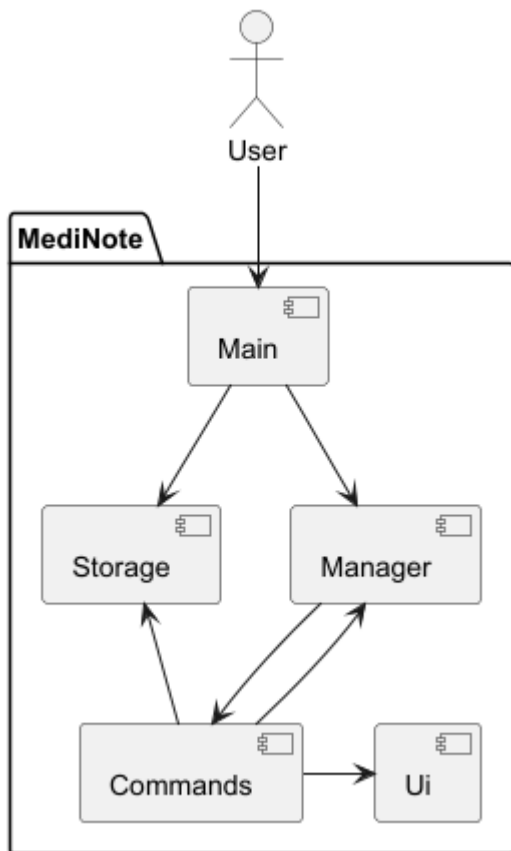 User
MediNote
Main
Storage
Manager
Commands
Ui